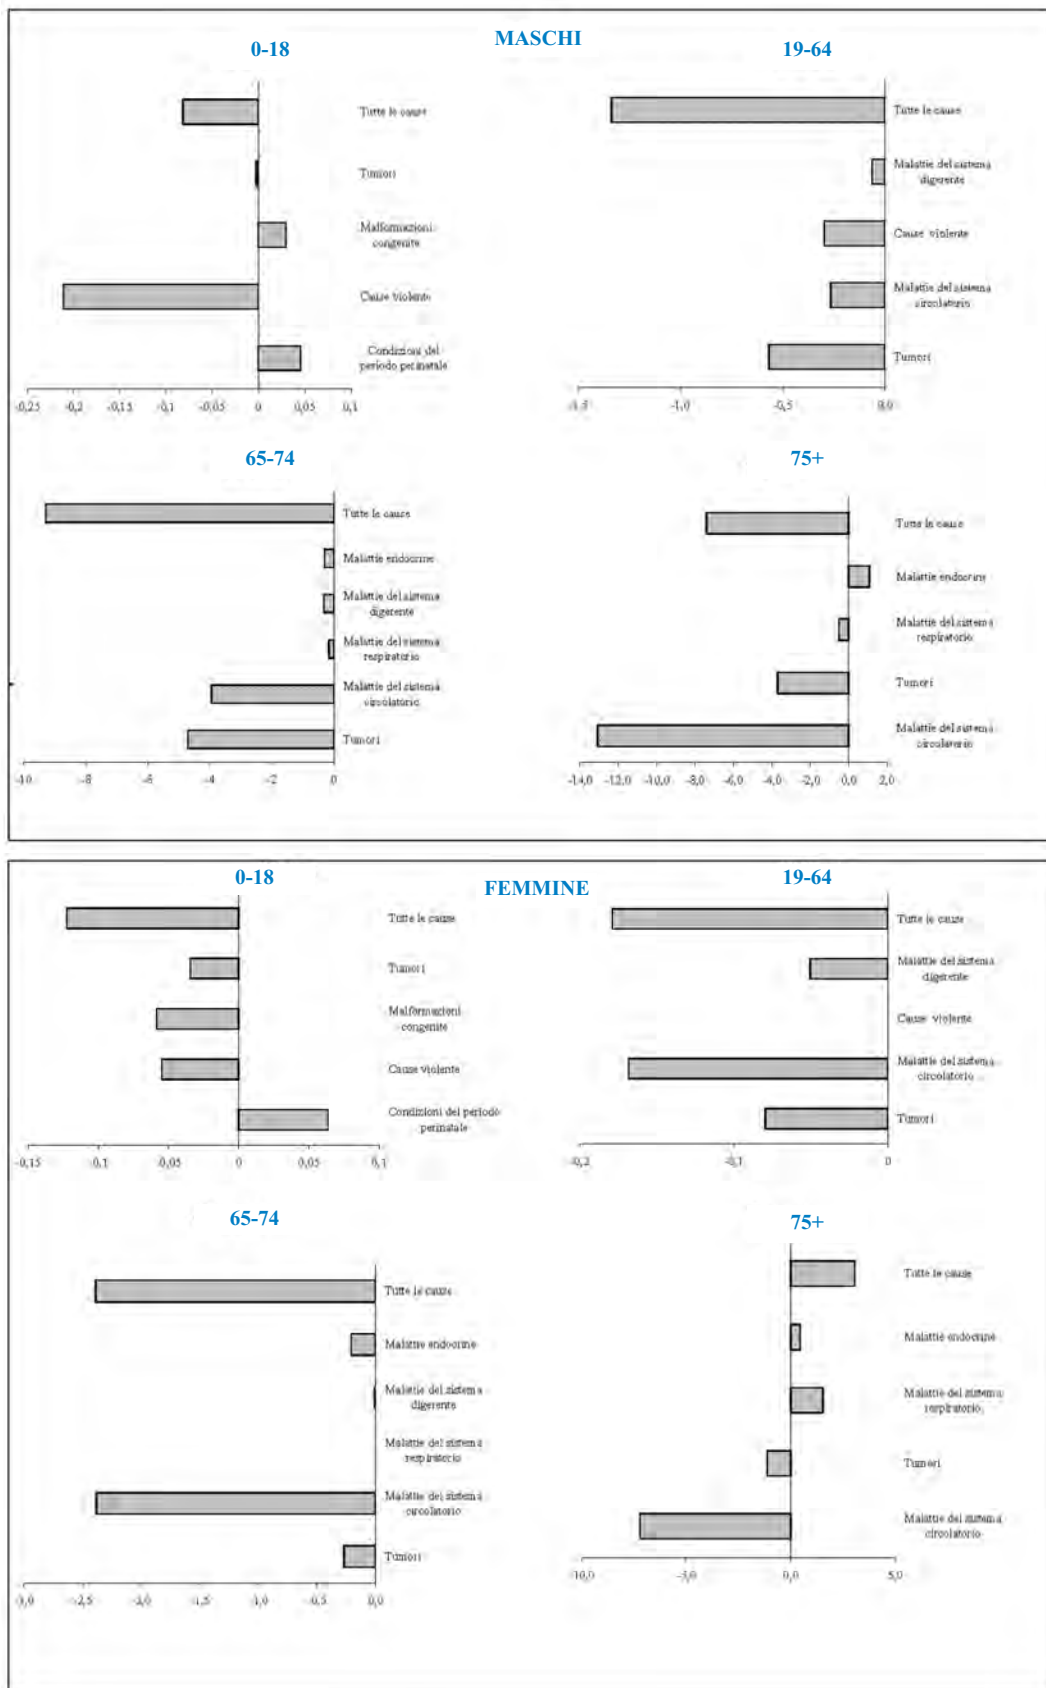 MASCHI
0-18
Tutte le cause
Tumori
Malformazioni
congenite
Cause violente
Condizioni del
periodo perinatale
-0,25 -0,2 -0,15 -0,1 -0,05 0 0,05 0,1
19-64
Tutte le cause
Malattie del sistema
digerente
Cause violente
Malattie del sistema
circolatorio
Tumori
-1,5 -1,0 -0,5 0,0
65-74
Tutte le cause
Malattie endocrine
Malattie del sistema
digerente
Malattie del sistema
respiratorio
Malattie del sistema
circolatorio
Tumori
-10 -8 -6 -4 -2 0
75+
Tutte le cause
Malattie endocrine
Malattie del sistema
respiratorio
Tumori
Malattie del sistema
circolatorio
-14,0 -12,0 -10,0 -8,0 -6,0 -4,0 -2,0 0,0 2,0
FEMMINE
0-18
Tutte le cause
Tumori
Malformazioni
congenite
Cause violente
Condizioni del periodo
perinatale
-0,15 -0,1 -0,05 0 0,05 0,1
19-64
Tutte le cause
Malattie del sistema
digerente
Cause violente
Malattie del sistema
circolatorio
Tumori
-0,2 -0,1 0
65-74
Tutte le cause
Malattie endocrine
Malattie del sistema
digerente
Malattie del sistema
respiratorio
Malattie del sistema
circolatorio
Tumori
-3,0 -2,5 -2,0 -1,5 -1,0 -0,5 0,0
75+
Tutte le cause
Malattie endocrine
Malattie del sistema
respiratorio
Tumori
Malattie del sistema
circolatorio
-10,0 -5,0 0,0 5,0